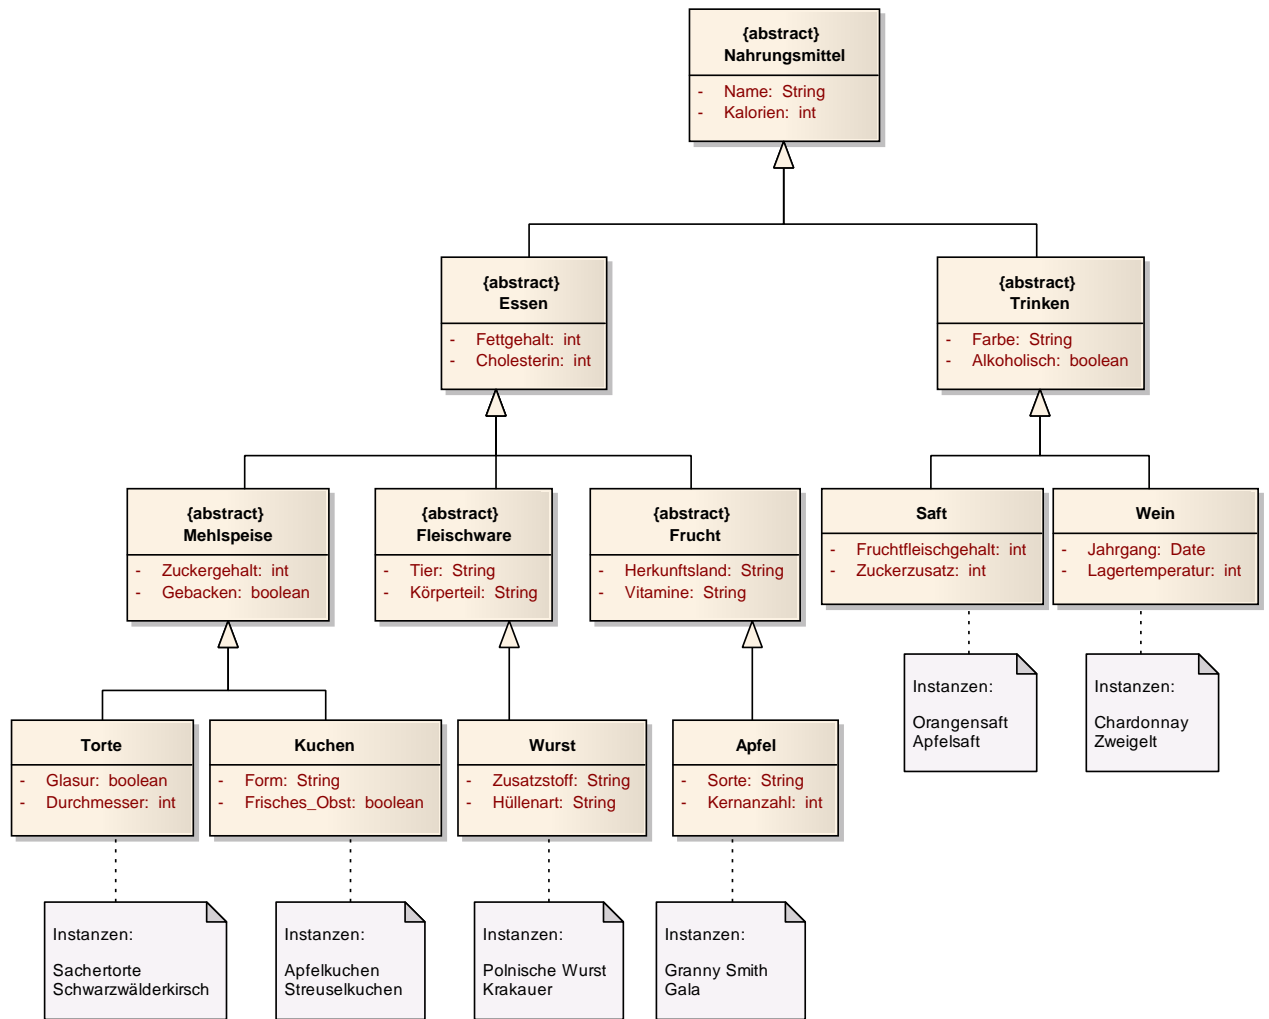 {abstract}
Nahrungsmittel
- Name: String
- Kalorien: int
{abstract}
Essen
- Fettgehalt: int
- Cholesterin: int
{abstract}
Trinken
- Farbe: String
- Alkoholisch: boolean
{abstract}
Mehlspeise
- Zuckergehalt: int
- Gebacken: boolean
{abstract}
Fleischware
- Tier: String
- Körperteil: String
{abstract}
Frucht
- Herkunftsland: String
- Vitamine: String
Saft
- Fruchtfleischgehalt: int
- Zuckerzusatz: int
Wein
- Jahrgang: Date
- Lagertemperatur: int
Instanzen:
Orangensaft
Apfelsaft
Instanzen:
Chardonnay
Zweigelt
Torte
- Glasur: boolean
- Durchmesser: int
Kuchen
- Form: String
- Frisches_Obst: boolean
Wurst
- Zusatzstoff: String
- Hüllenart: String
Apfel
- Sorte: String
- Kernanzahl: int
Instanzen:
Sachertorte
Schwarzwälderkirsch
Instanzen:
Apfelkuchen
Streuselkuchen
Instanzen:
Polnische Wurst
Krakauer
Instanzen:
Granny Smith
Gala